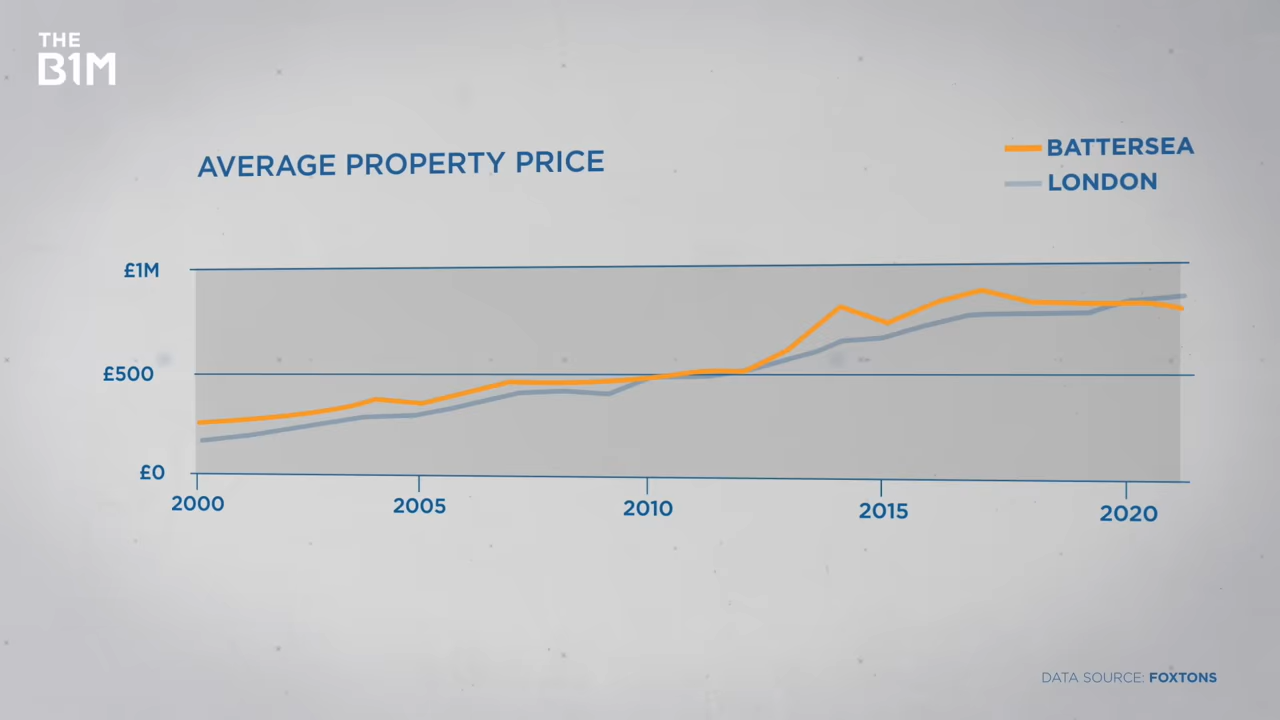 THE
B1M
AVERAGE PROPERTY PRICE
BATTERSEA
LONDON
£1M
£500
£0
2000
2005
2010
2015
2020
DATA SOURCE: FOXTONS